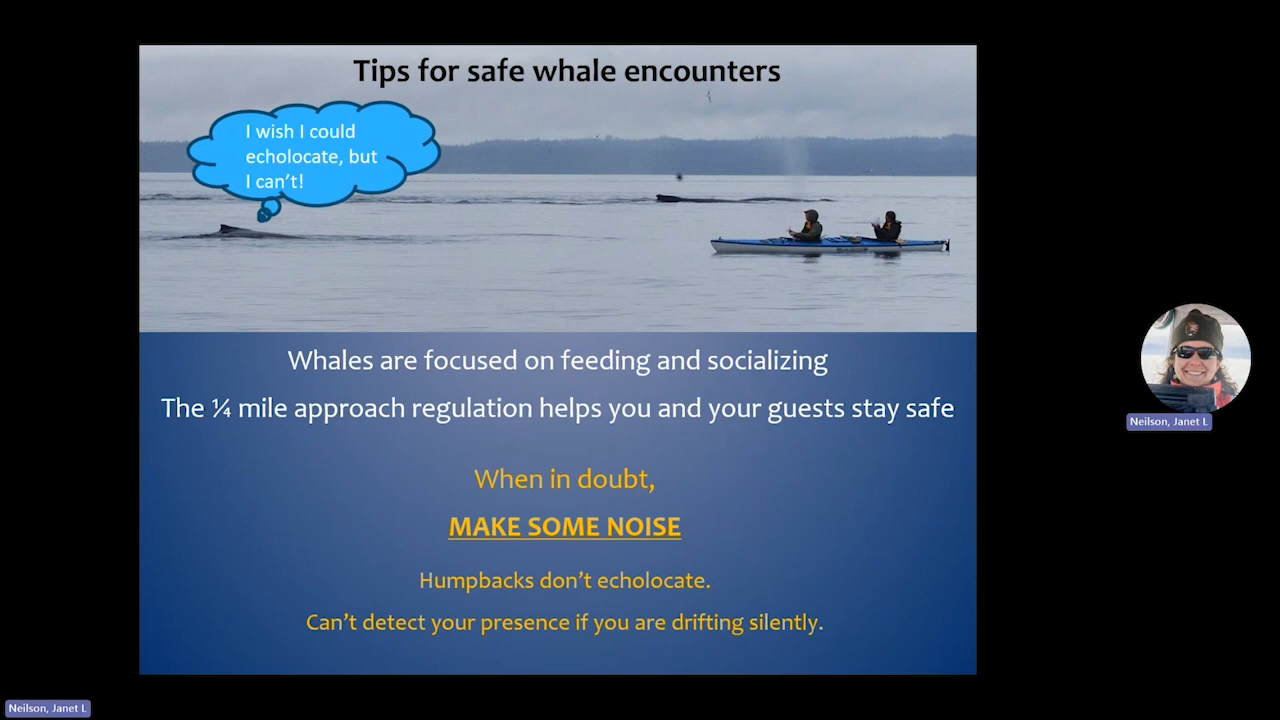 Tips for safe whale encounters
I wish I could
echolocate, but
I can't!
Whales are focused on feeding and socializing
The ¼ mile approach regulation helps you and your guests stay safe
When in doubt,
MAKE SOME NOISE
Humpbacks don't echolocate.
Can't detect your presence if you are drifting silently.
Neilson, Janet L
Neilson, Janet L